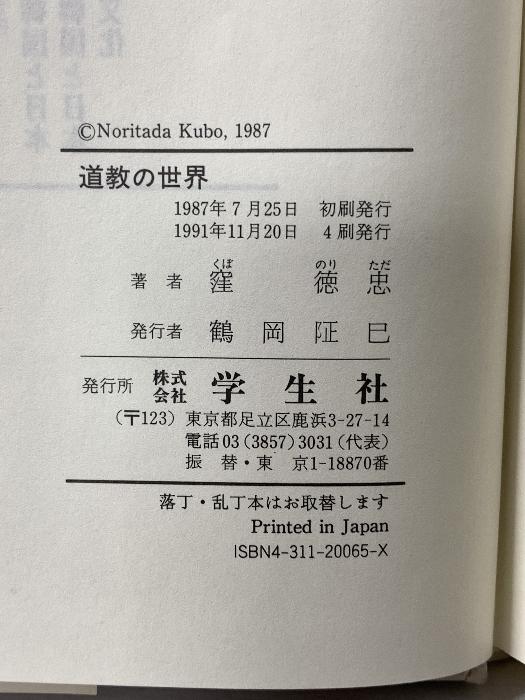 ©Noritada Kubo, 1987
道教の世界
1987年7月25日 初刷発行
1991年11月20日 4刷発行
くぼ のり ただ
著者 窪 徳忠
発行者 鶴岡阷巳
発行所 株式会社 学生社
(〒123) 東京都足立区鹿浜3-27-14
電話03(3857)3031(代表)
振替・東京1-18870番
落丁・乱丁本はお取替します
Printed in Japan
ISBN4-311-20065-X